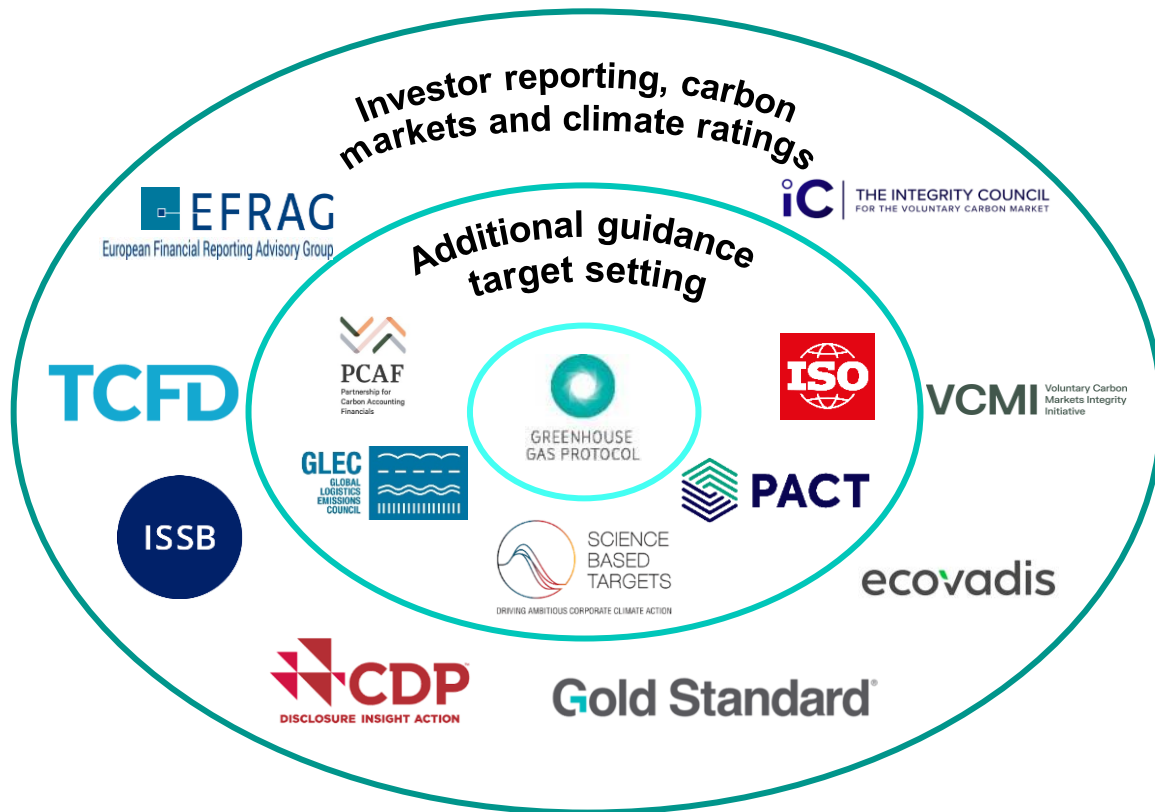 Investor reporting, carbon
markets and climate ratings
EFRAG
European Financial Reporting Advisory Group
iC
THE INTEGRITY COUNCIL
FOR THE VOLUNTARY CARBON MARKET
Additional guidance
target setting
PCAF
Partnership for
Carbon Accounting
Financials
ISO
TCFD
GREENHOUSE
GAS PROTOCOL
VCMI
Voluntary Carbon
Markets Integrity
Initiative
GLEC
GLOBAL
LOGISTICS
EMISSIONS
COUNCIL
PACT
ISSB
SCIENCE
BASED
TARGETS
DRIVING AMBITIOUS CORPORATE CLIMATE ACTION
ecovadis
CDP
DISCLOSURE INSIGHT ACTION
Gold Standard®